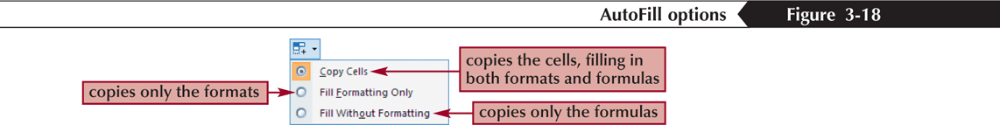 AutoFill options
Figure 3-18
copies the cells, filling in
both formats and formulas
Copy Cells
copies only the formats
Fill Formatting Only
Fill Without Formatting
copies only the formulas